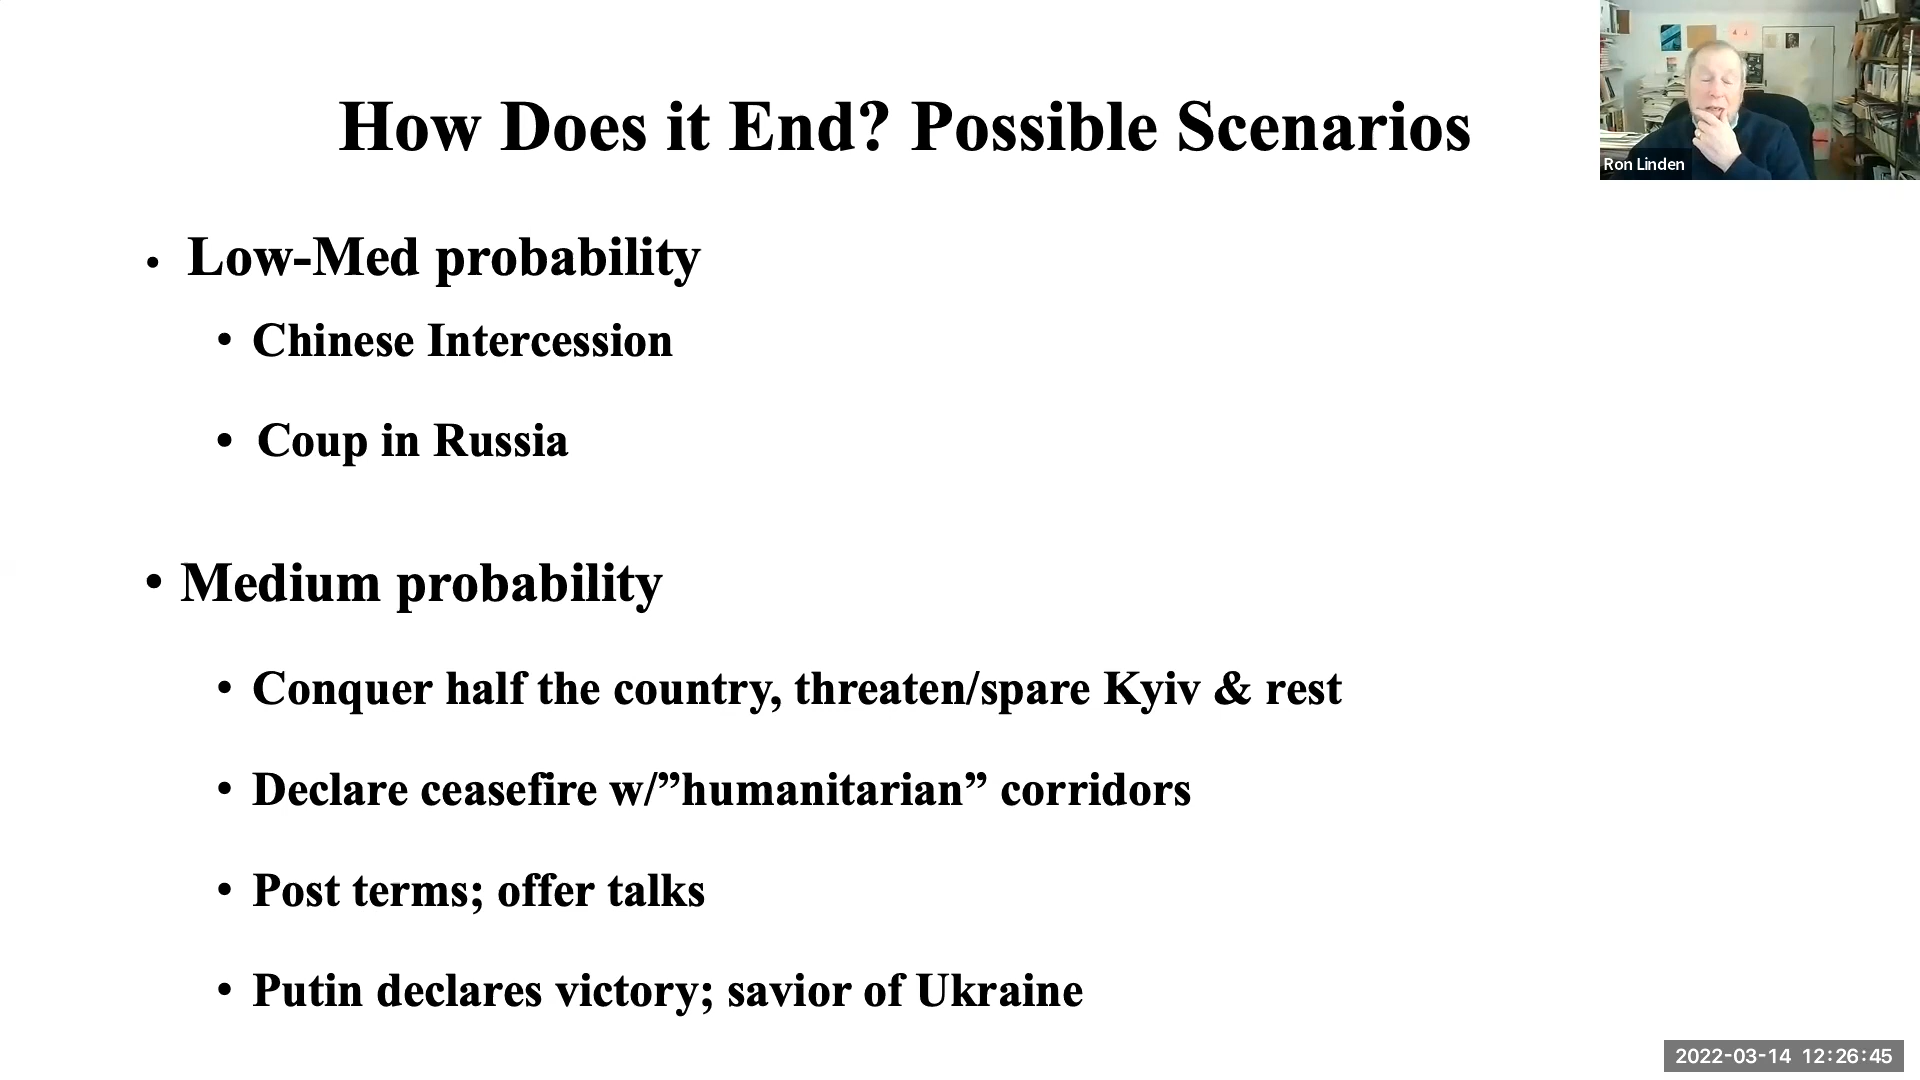 How Does it End? Possible Scenarios
Ron Linden
• Low-Med probability
• Chinese Intercession
• Coup in Russia
• Medium probability
• Conquer half the country, threaten/spare Kyiv & rest
• Declare ceasefire w/”humanitarian” corridors
• Post terms; offer talks
• Putin declares victory; savior of Ukraine
2022-03-14 12:26:45